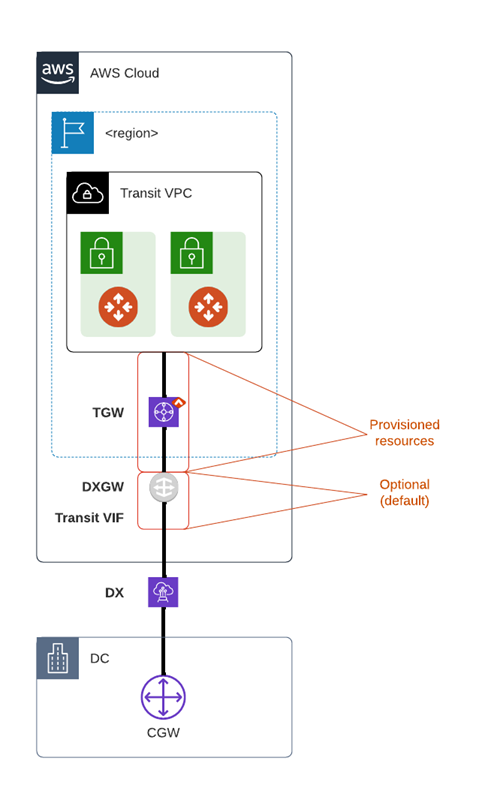 aws
AWS Cloud
<region>
Transit VPC
TGW
Provisioned
resources
DXGW
Optional
(default)
Transit VIF
DX
DC
CGW